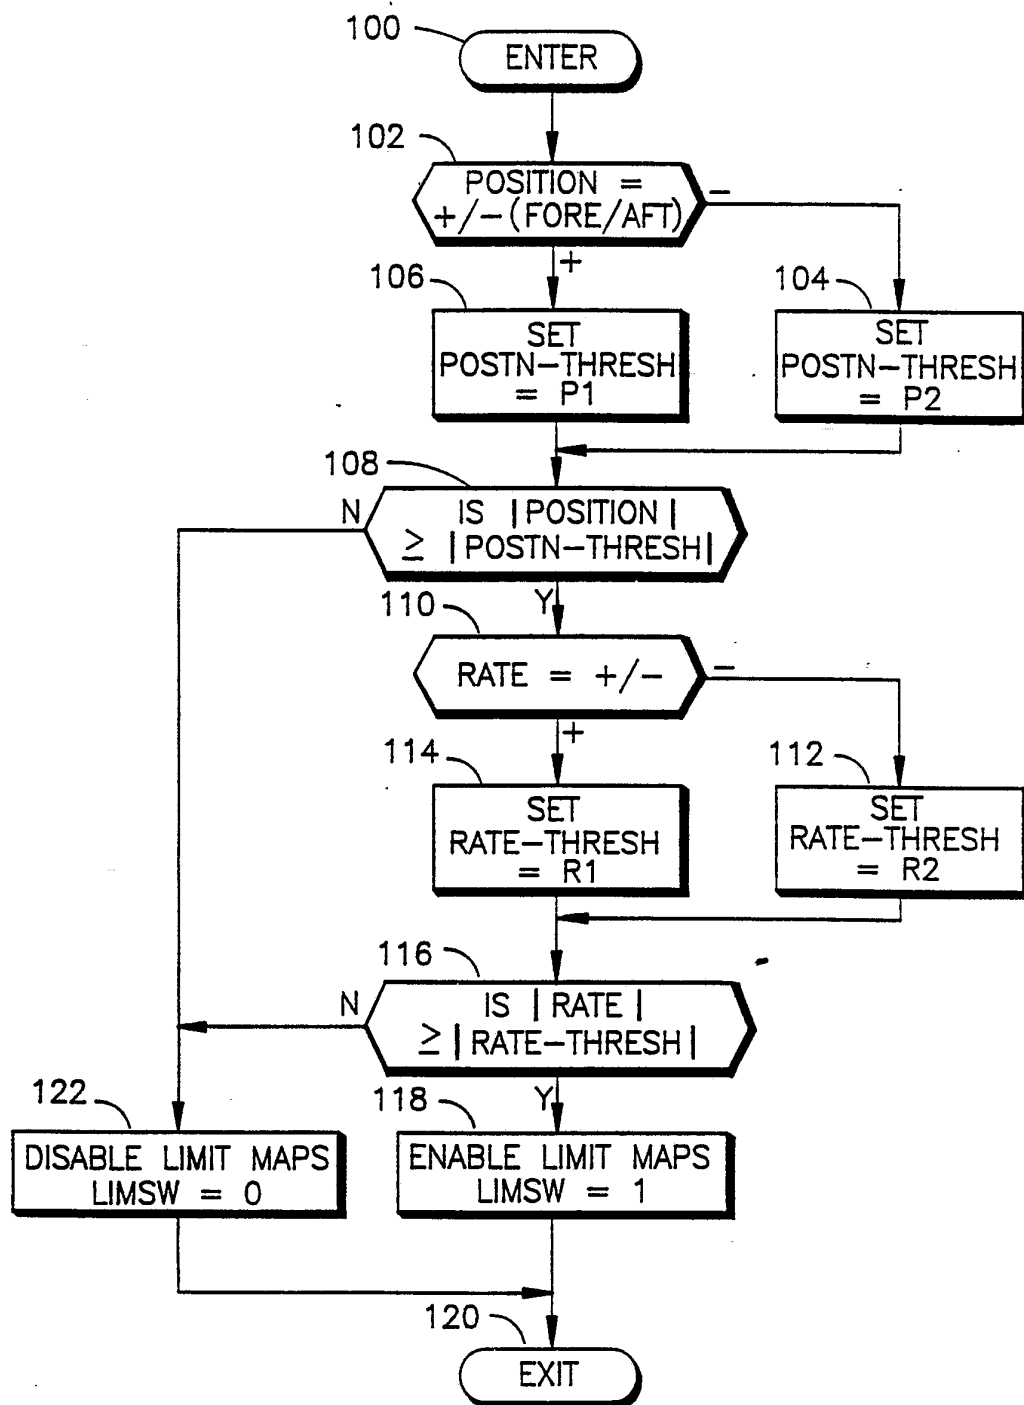 100
ENTER
102
POSITION =
+/-(FORE/AFT)
-
+
106
SET
POSTN-THRESH
= P1
104
SET
POSTN-THRESH
= P2
108
N
IS |POSITION|
≥ |POSTN-THRESH|
Y
110
RATE = +/-
-
+
114
SET
RATE-THRESH
= R1
112
SET
RATE-THRESH
= R2
116
N
IS |RATE|
≥|RATE-THRESH|
Y
122
DISABLE LIMIT MAPS
LIMSW = 0
118
ENABLE LIMIT MAPS
LIMSW = 1
120
EXIT